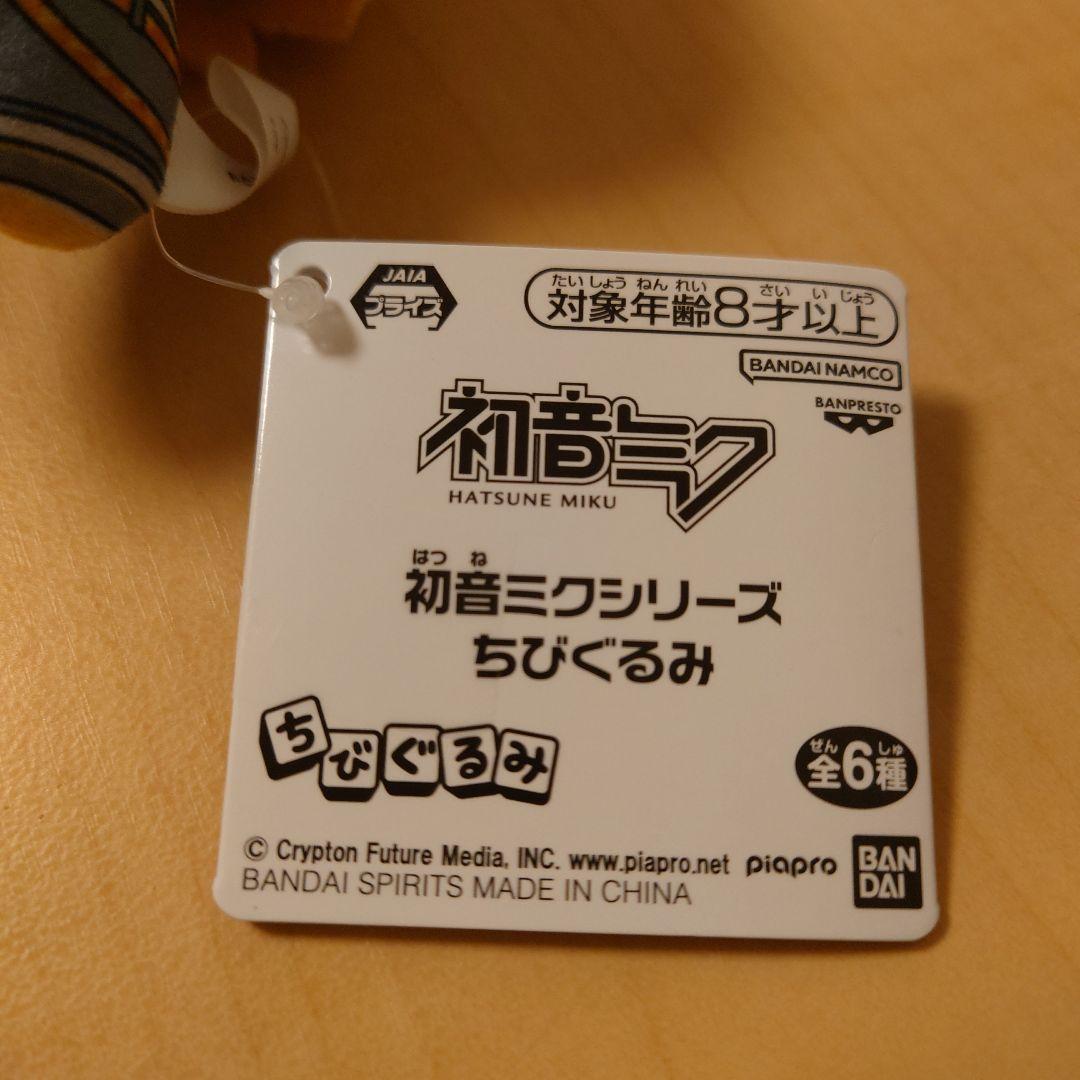 JAIA
プライズ
たいしょうねんれい さいいじょう
対象年齢8才以上
BANDAI NAMCO
BANPRESTO
初音ミク
HATSUNE MIKU
はつね
初音ミクシリーズ
ちびぐるみ
ちびぐるみ
ぜん しゅ
全6種
© Crypton Future Media, INC. www.piapro.net piapro
BANDAI SPIRITS MADE IN CHINA
BAN
DAI